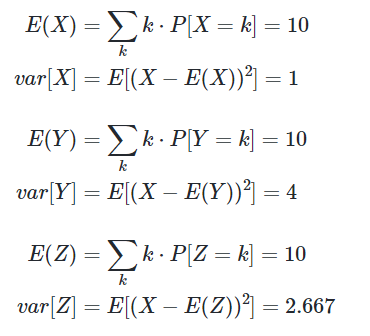 E(X) = ∑ k · P[X = k] = 10
k
var[X] = E[(X − E(X))²] = 1
E(Y) = ∑ k · P[Y = k] = 10
k
var[Y] = E[(X − E(Y))²] = 4
E(Z) = ∑ k · P[Z = k] = 10
k
var[Z] = E[(X − E(Z))²] = 2.667